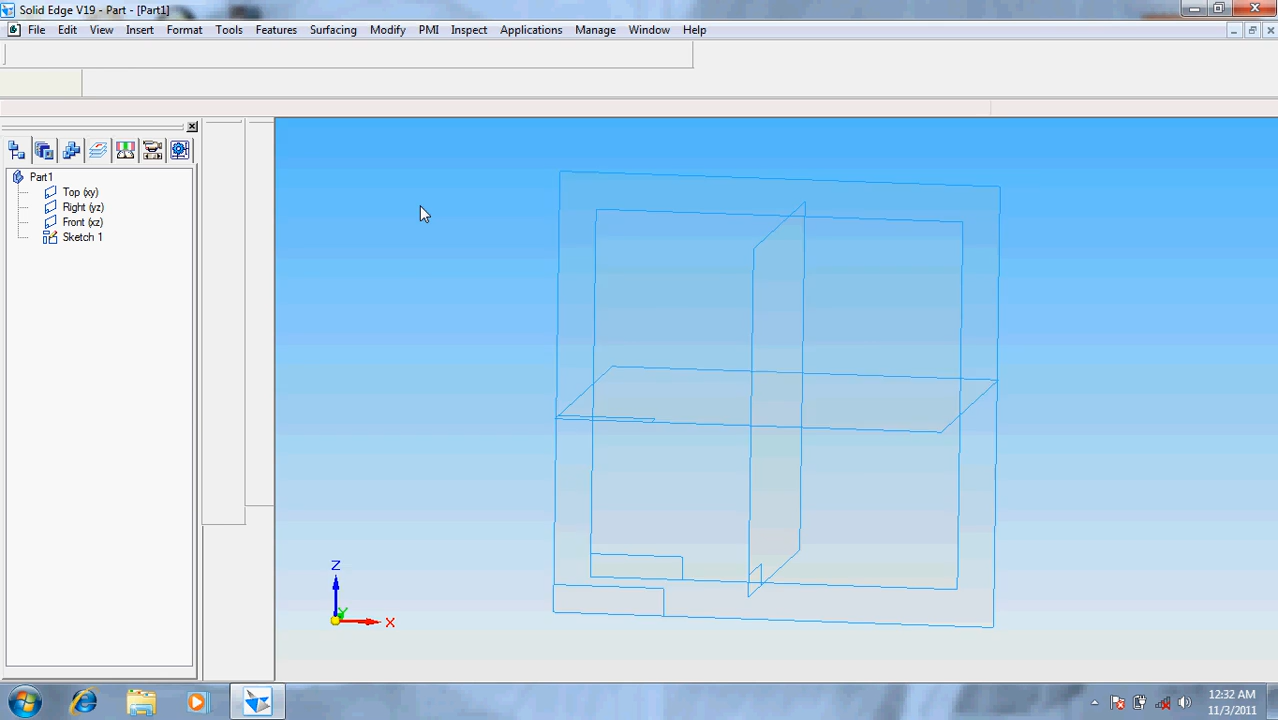 Solid Edge V19 - Part - [Part1]
File Edit View Insert Format Tools Features Surfacing Modify PMI Inspect Applications Manage Window Help
Part1
Top (xy)
Right (yz)
Front (xz)
Sketch 1
Z
Y
X
12:32 AM
11/3/2011